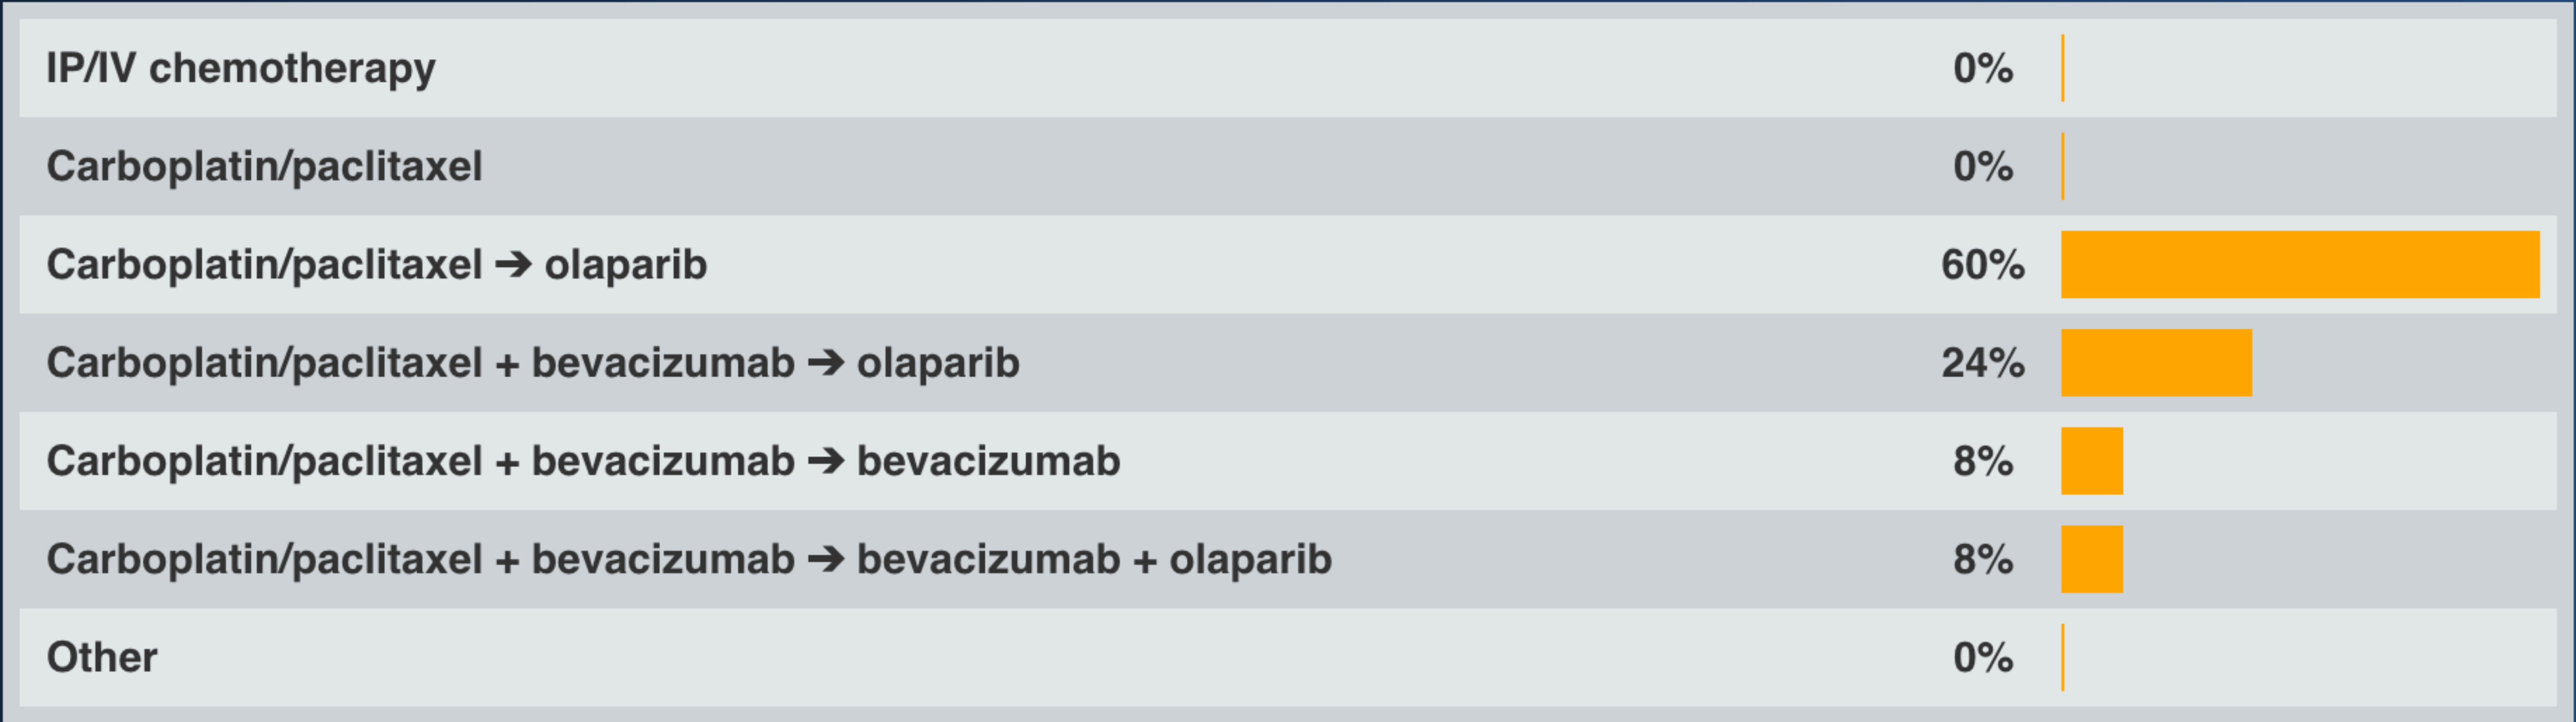 IP/IV chemotherapy 0%
Carboplatin/paclitaxel 0%
Carboplatin/paclitaxel ➔ olaparib 60%
Carboplatin/paclitaxel + bevacizumab ➔ olaparib 24%
Carboplatin/paclitaxel + bevacizumab ➔ bevacizumab 8%
Carboplatin/paclitaxel + bevacizumab ➔ bevacizumab + olaparib 8%
Other 0%